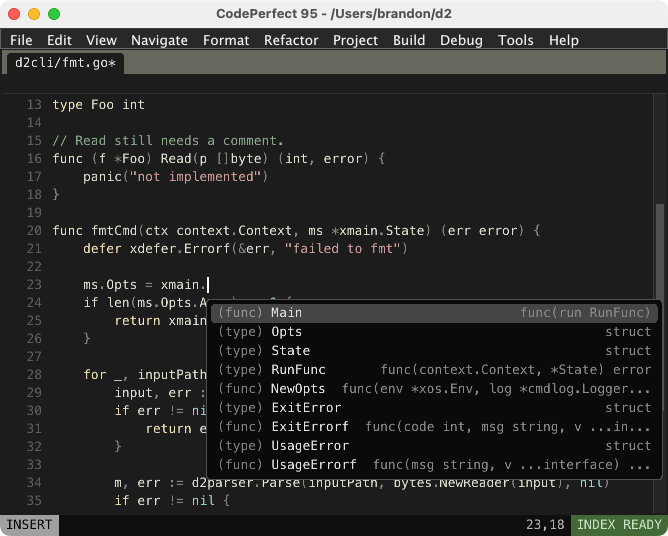 CodePerfect 95 - /Users/brandon/d2
File Edit View Navigate Format Refactor Project Build Debug Tools Help
d2cli/fmt.go*
13 type Foo int
14
15 // Read still needs a comment.
16 func (f *Foo) Read(p []byte) (int, error) {
17 panic("not implemented")
18 }
19
20 func fmtCmd(ctx context.Context, ms *xmain.State) (err error) {
21 defer xdefer.Errorf(&err, "failed to fmt")
22
23 ms.Opts = xmain.
24 if len(ms.Opts.
(func) Main func(run RunFunc)
25 return xmain
(type) Opts struct
26 }
(type) State struct
27
(type) RunFunc func(context.Context, *State) error
28 for _, inputPath
(func) NewOpts func(env *xos.Env, log *cmdlog.Logger...
29 input, err :
(type) ExitError struct
30 if err != ni
(func) ExitErrorf func(code int, msg string, v ...in...
31 return e
(type) UsageError struct
32 }
(func) UsageErrorf func(msg string, v ...interface) ...
33
34 m, err := d2parser.Parse(inputPath, bytes.NewReader(input), nil)
35 if err != nil {
INSERT 23,18 INDEX READY